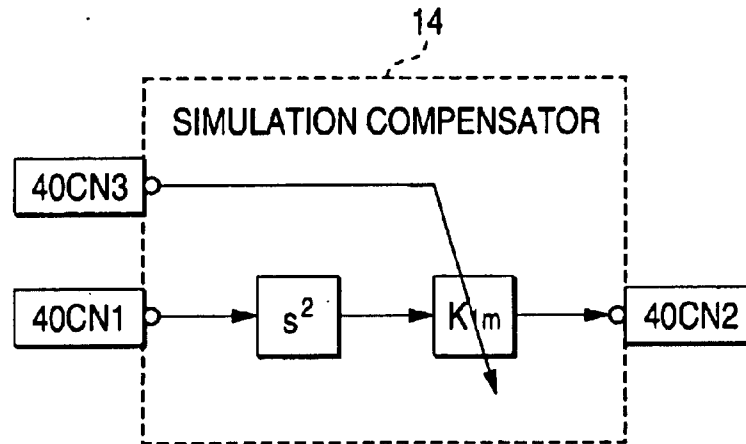 14
SIMULATION COMPENSATOR
40CN3
40CN1
s²
K1m
40CN2